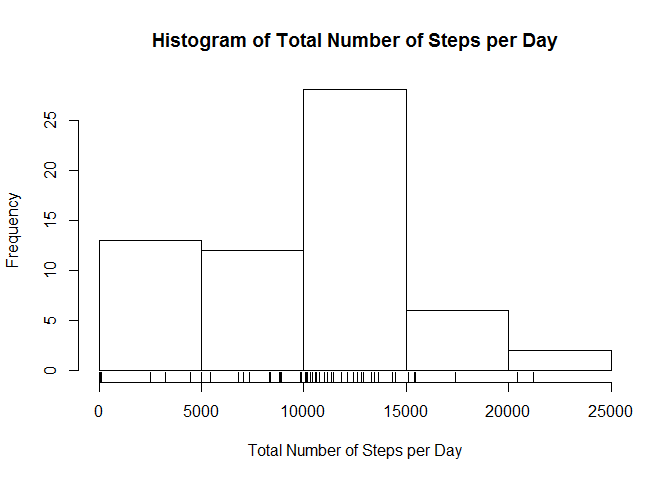 Histogram of Total Number of Steps per Day
Frequency
25
20
15
10
5
0
0 5000 10000 15000 20000 25000
Total Number of Steps per Day